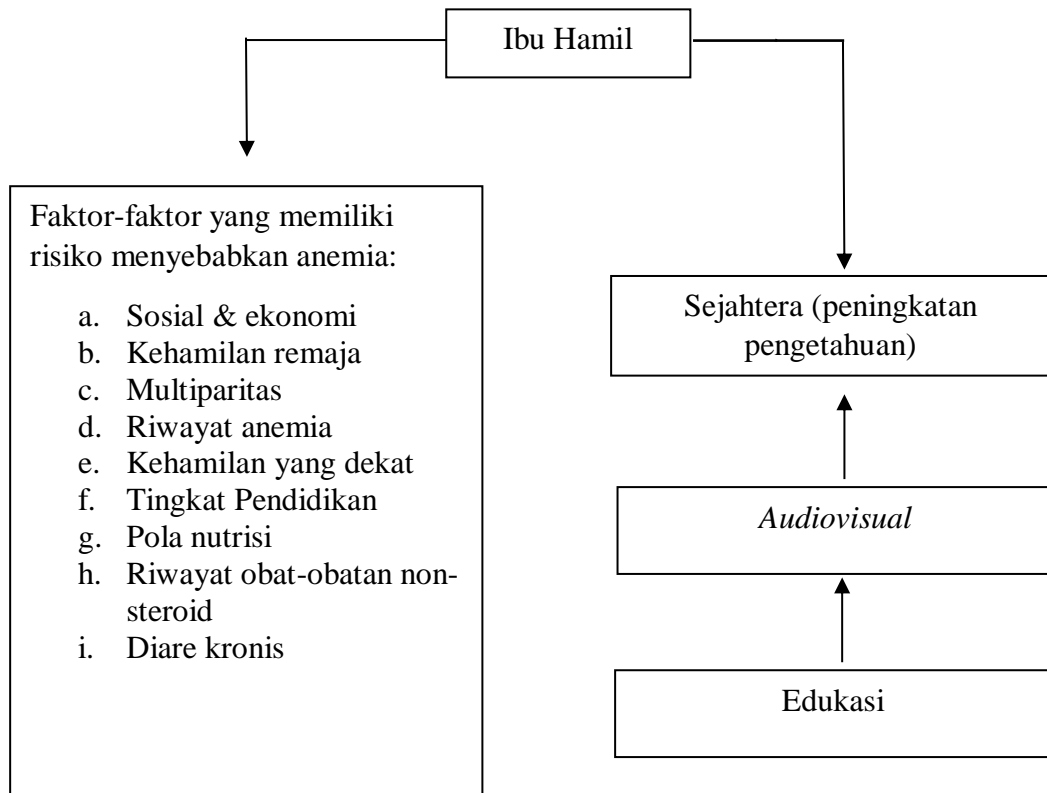 Ibu Hamil
Faktor-faktor yang memiliki
risiko menyebabkan anemia:
a. Sosial & ekonomi
b. Kehamilan remaja
c. Multiparitas
d. Riwayat anemia
e. Kehamilan yang dekat
f. Tingkat Pendidikan
g. Pola nutrisi
h. Riwayat obat-obatan non-
steroid
i. Diare kronis
Sejahtera (peningkatan
pengetahuan)
Audiovisual
Edukasi